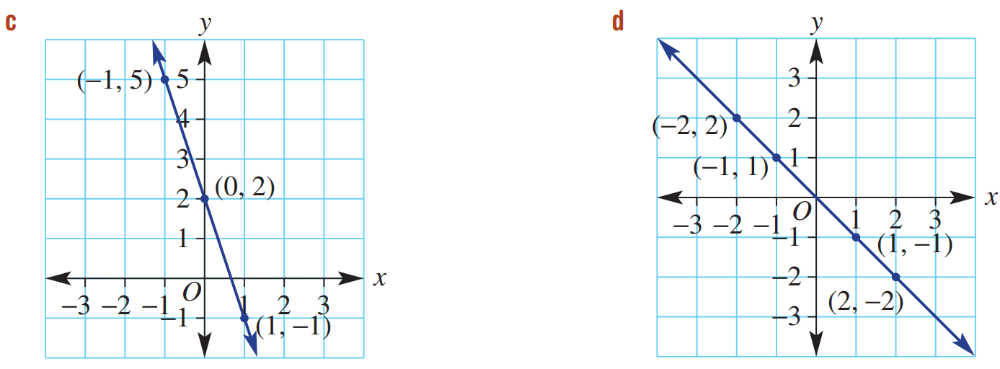 c
y
(−1, 5)
5
4
3
(0, 2)
2
1
x
O
−3 −2 −1 1 2 3
−1
(1, −1)
d
y
3
(−2, 2)
2
(−1, 1)
1
x
O
−3 −2 −1 1 2 3
−1
(1, −1)
−2
(2, −2)
−3